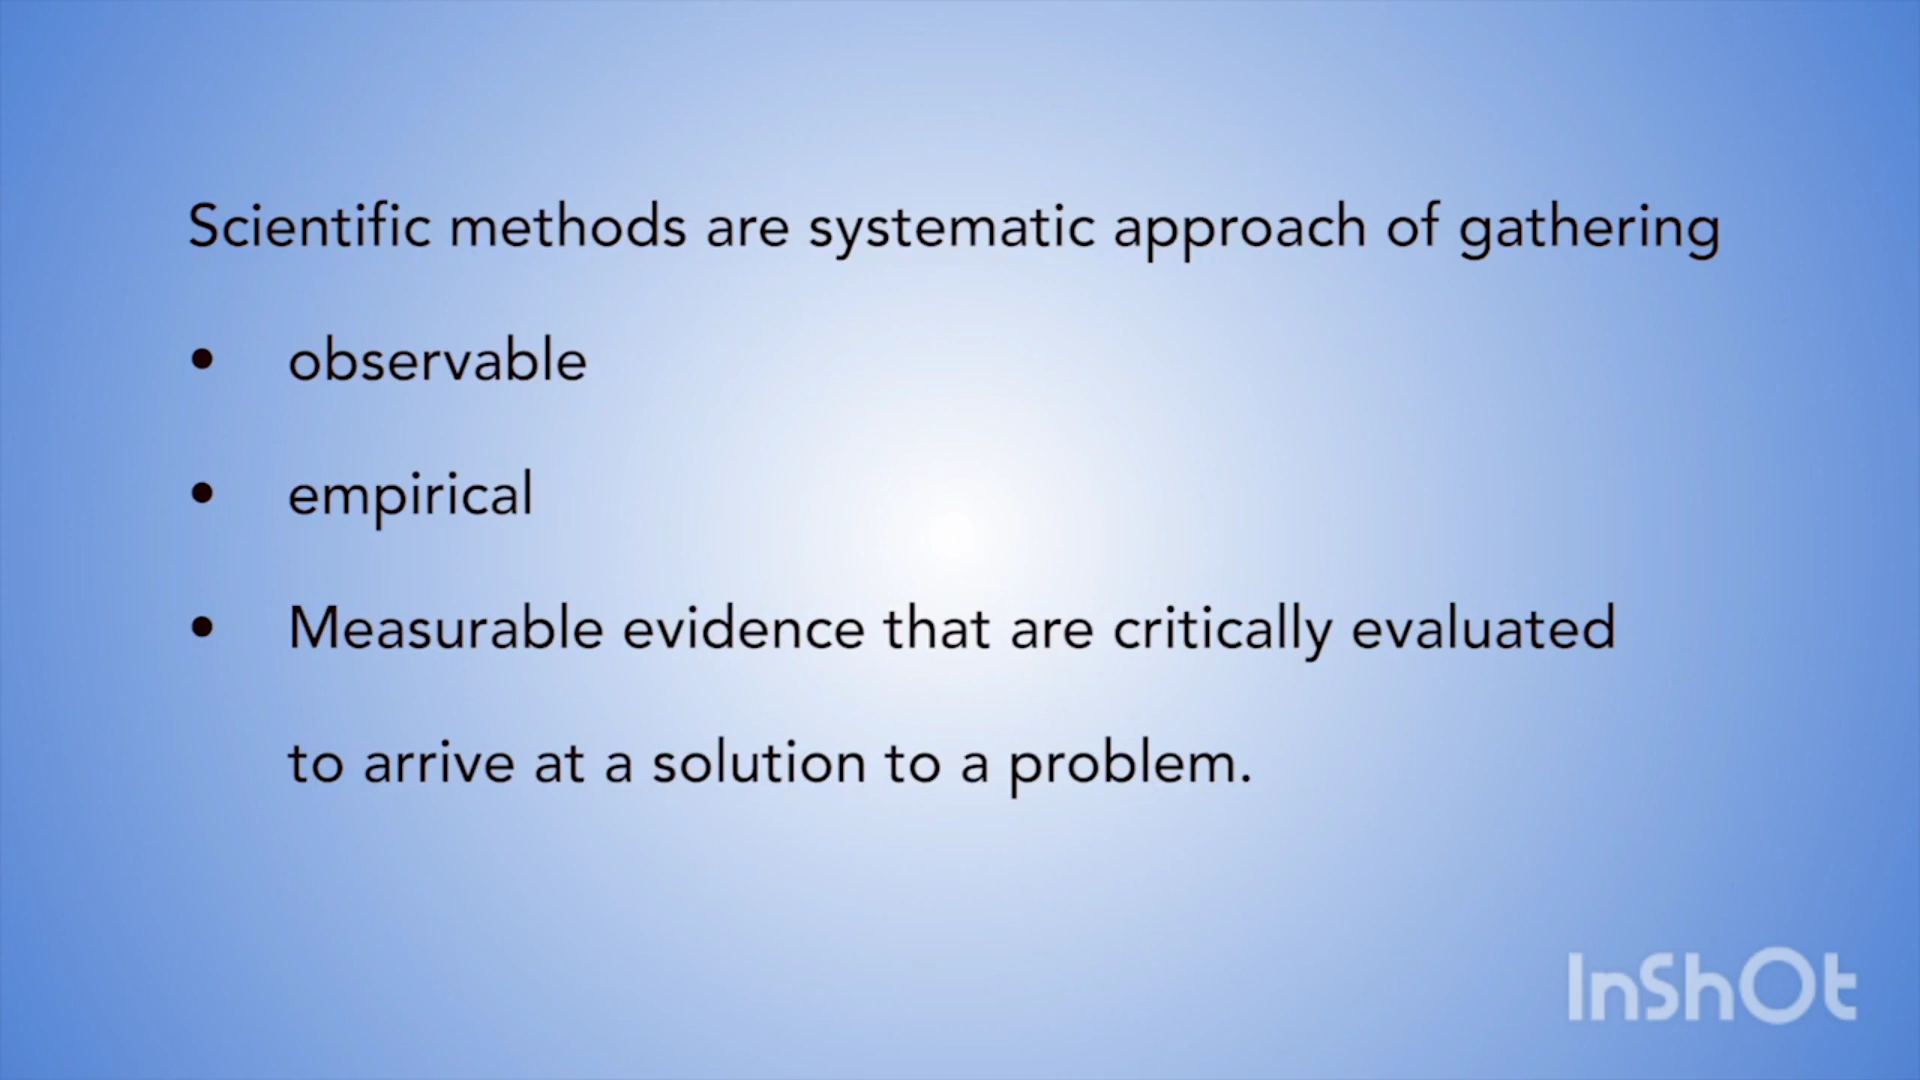 Scientific methods are systematic approach of gathering
• observable
• empirical
• Measurable evidence that are critically evaluated
to arrive at a solution to a problem.
InShOt